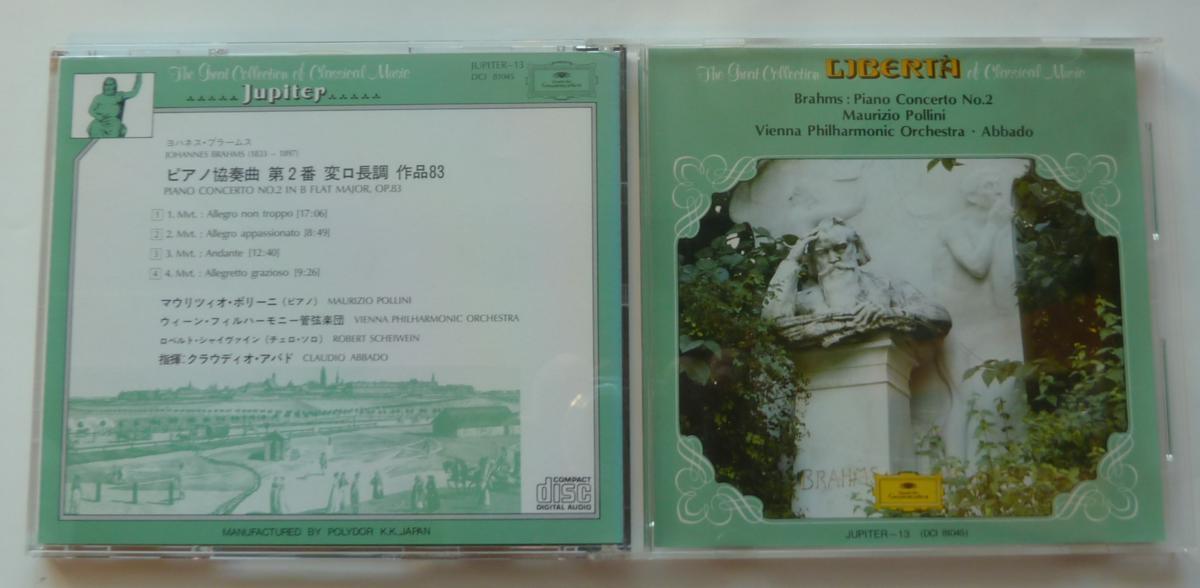 The Great Collection of Classical Music
Jupiter
JUPITER-13
DCI 81045
Deutsche
Grammophon
ヨハネス・ブラームス
JOHANNES BRAHMS (1833 - 1897)
ピアノ協奏曲 第2番 変ロ長調 作品83
PIANO CONCERTO NO.2 IN B FLAT MAJOR, OP.83
1 1. Mvt. : Allegro non troppo [17:06]
2 2. Mvt. : Allegro appassionato [8:49]
3 3. Mvt. : Andante [12:40]
4 4. Mvt. : Allegretto grazioso [9:26]
マウリツィオ・ポリーニ (ピアノ) MAURIZIO POLLINI
ウィーン・フィルハーモニー管弦楽団 VIENNA PHILHARMONIC ORCHESTRA
ロベルト・シャイヴァイン (チェロ・ソロ) ROBERT SCHEIWEIN
指揮:クラウディオ・アバド CLAUDIO ABBADO
COMPACT
disc
DIGITAL AUDIO
MANUFACTURED BY POLYDOR K.K. JAPAN
The Great Collection LIBERTÀ of Classical Music
Brahms : Piano Concerto No.2
Maurizio Pollini
Vienna Philharmonic Orchestra · Abbado
BRAHMS
Deutsche
Grammophon
JUPITER-13 (DCI 81045)